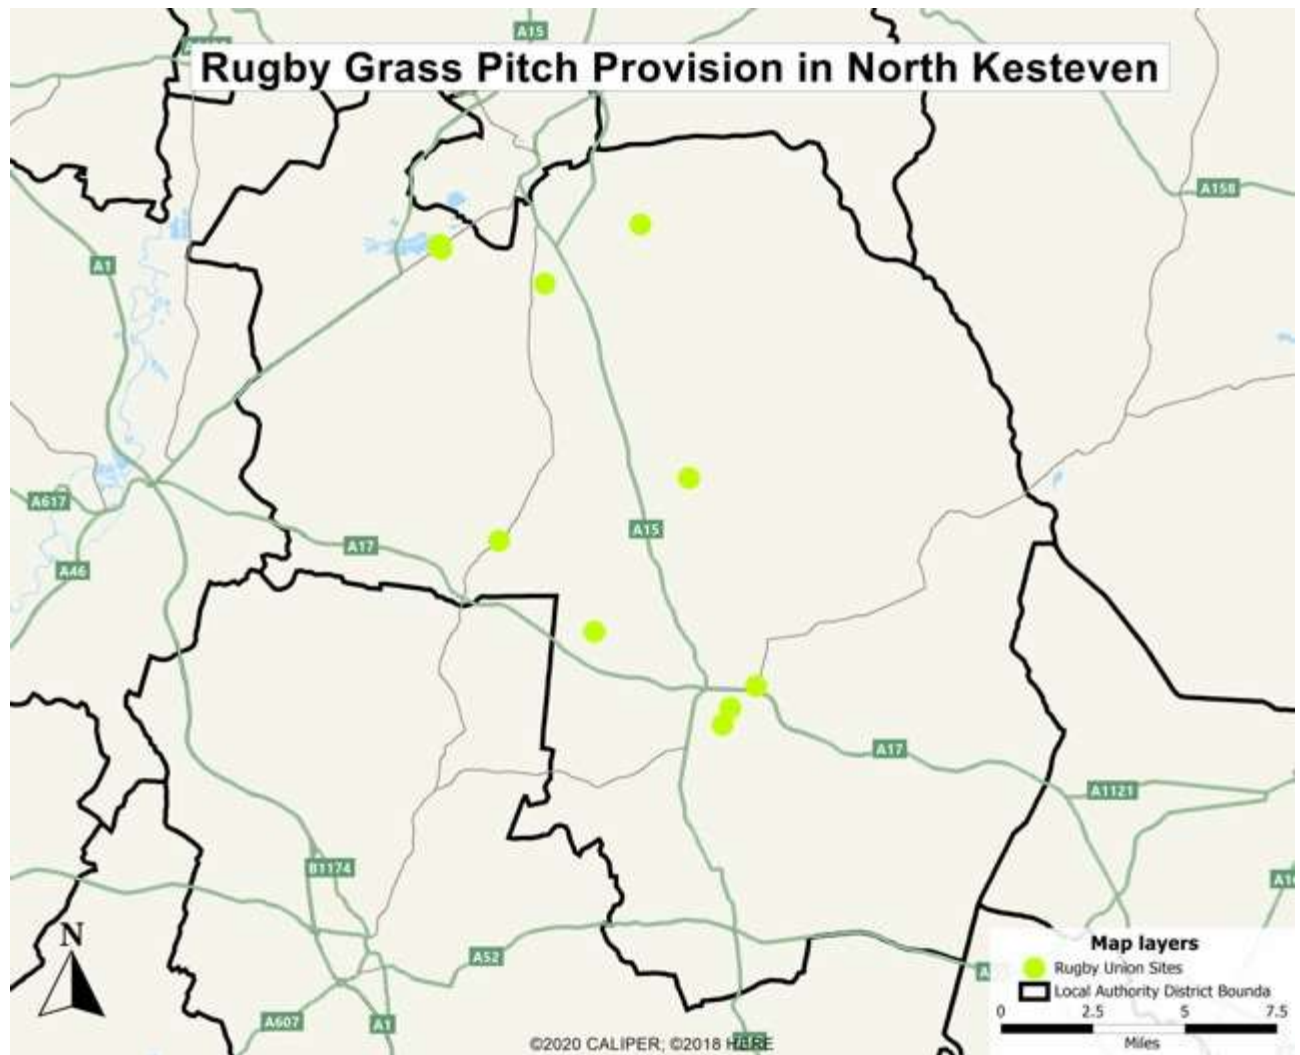 A15
Rugby Grass Pitch Provision in North Kesteven
A158
A1
A617
A15
A17
A46
A17
A1121
B1174
N
A52
Map layers
Rugby Union Sites
Local Authority District Bounda
0 2.5 5 7.5
Miles
A607
A1
©2020 CALIPER; ©2018 HERE